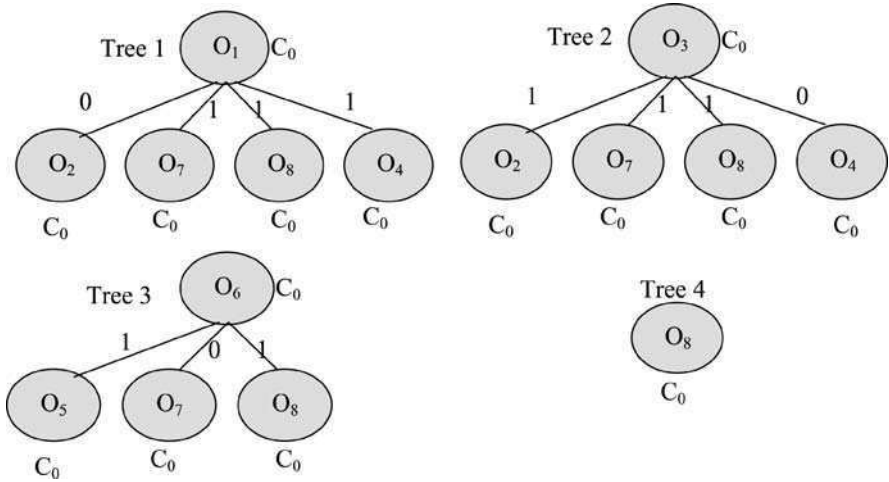 Tree 1 O₁ C₀
0 1 1 1
O₂ O₇ O₈ O₄
C₀ C₀ C₀ C₀
Tree 2 O₃ C₀
1 1 1 0
O₂ O₇ O₈ O₄
C₀ C₀ C₀ C₀
Tree 3 O₆ C₀
1 0 1
O₅ O₇ O₈
C₀ C₀ C₀
Tree 4
O₈
C₀